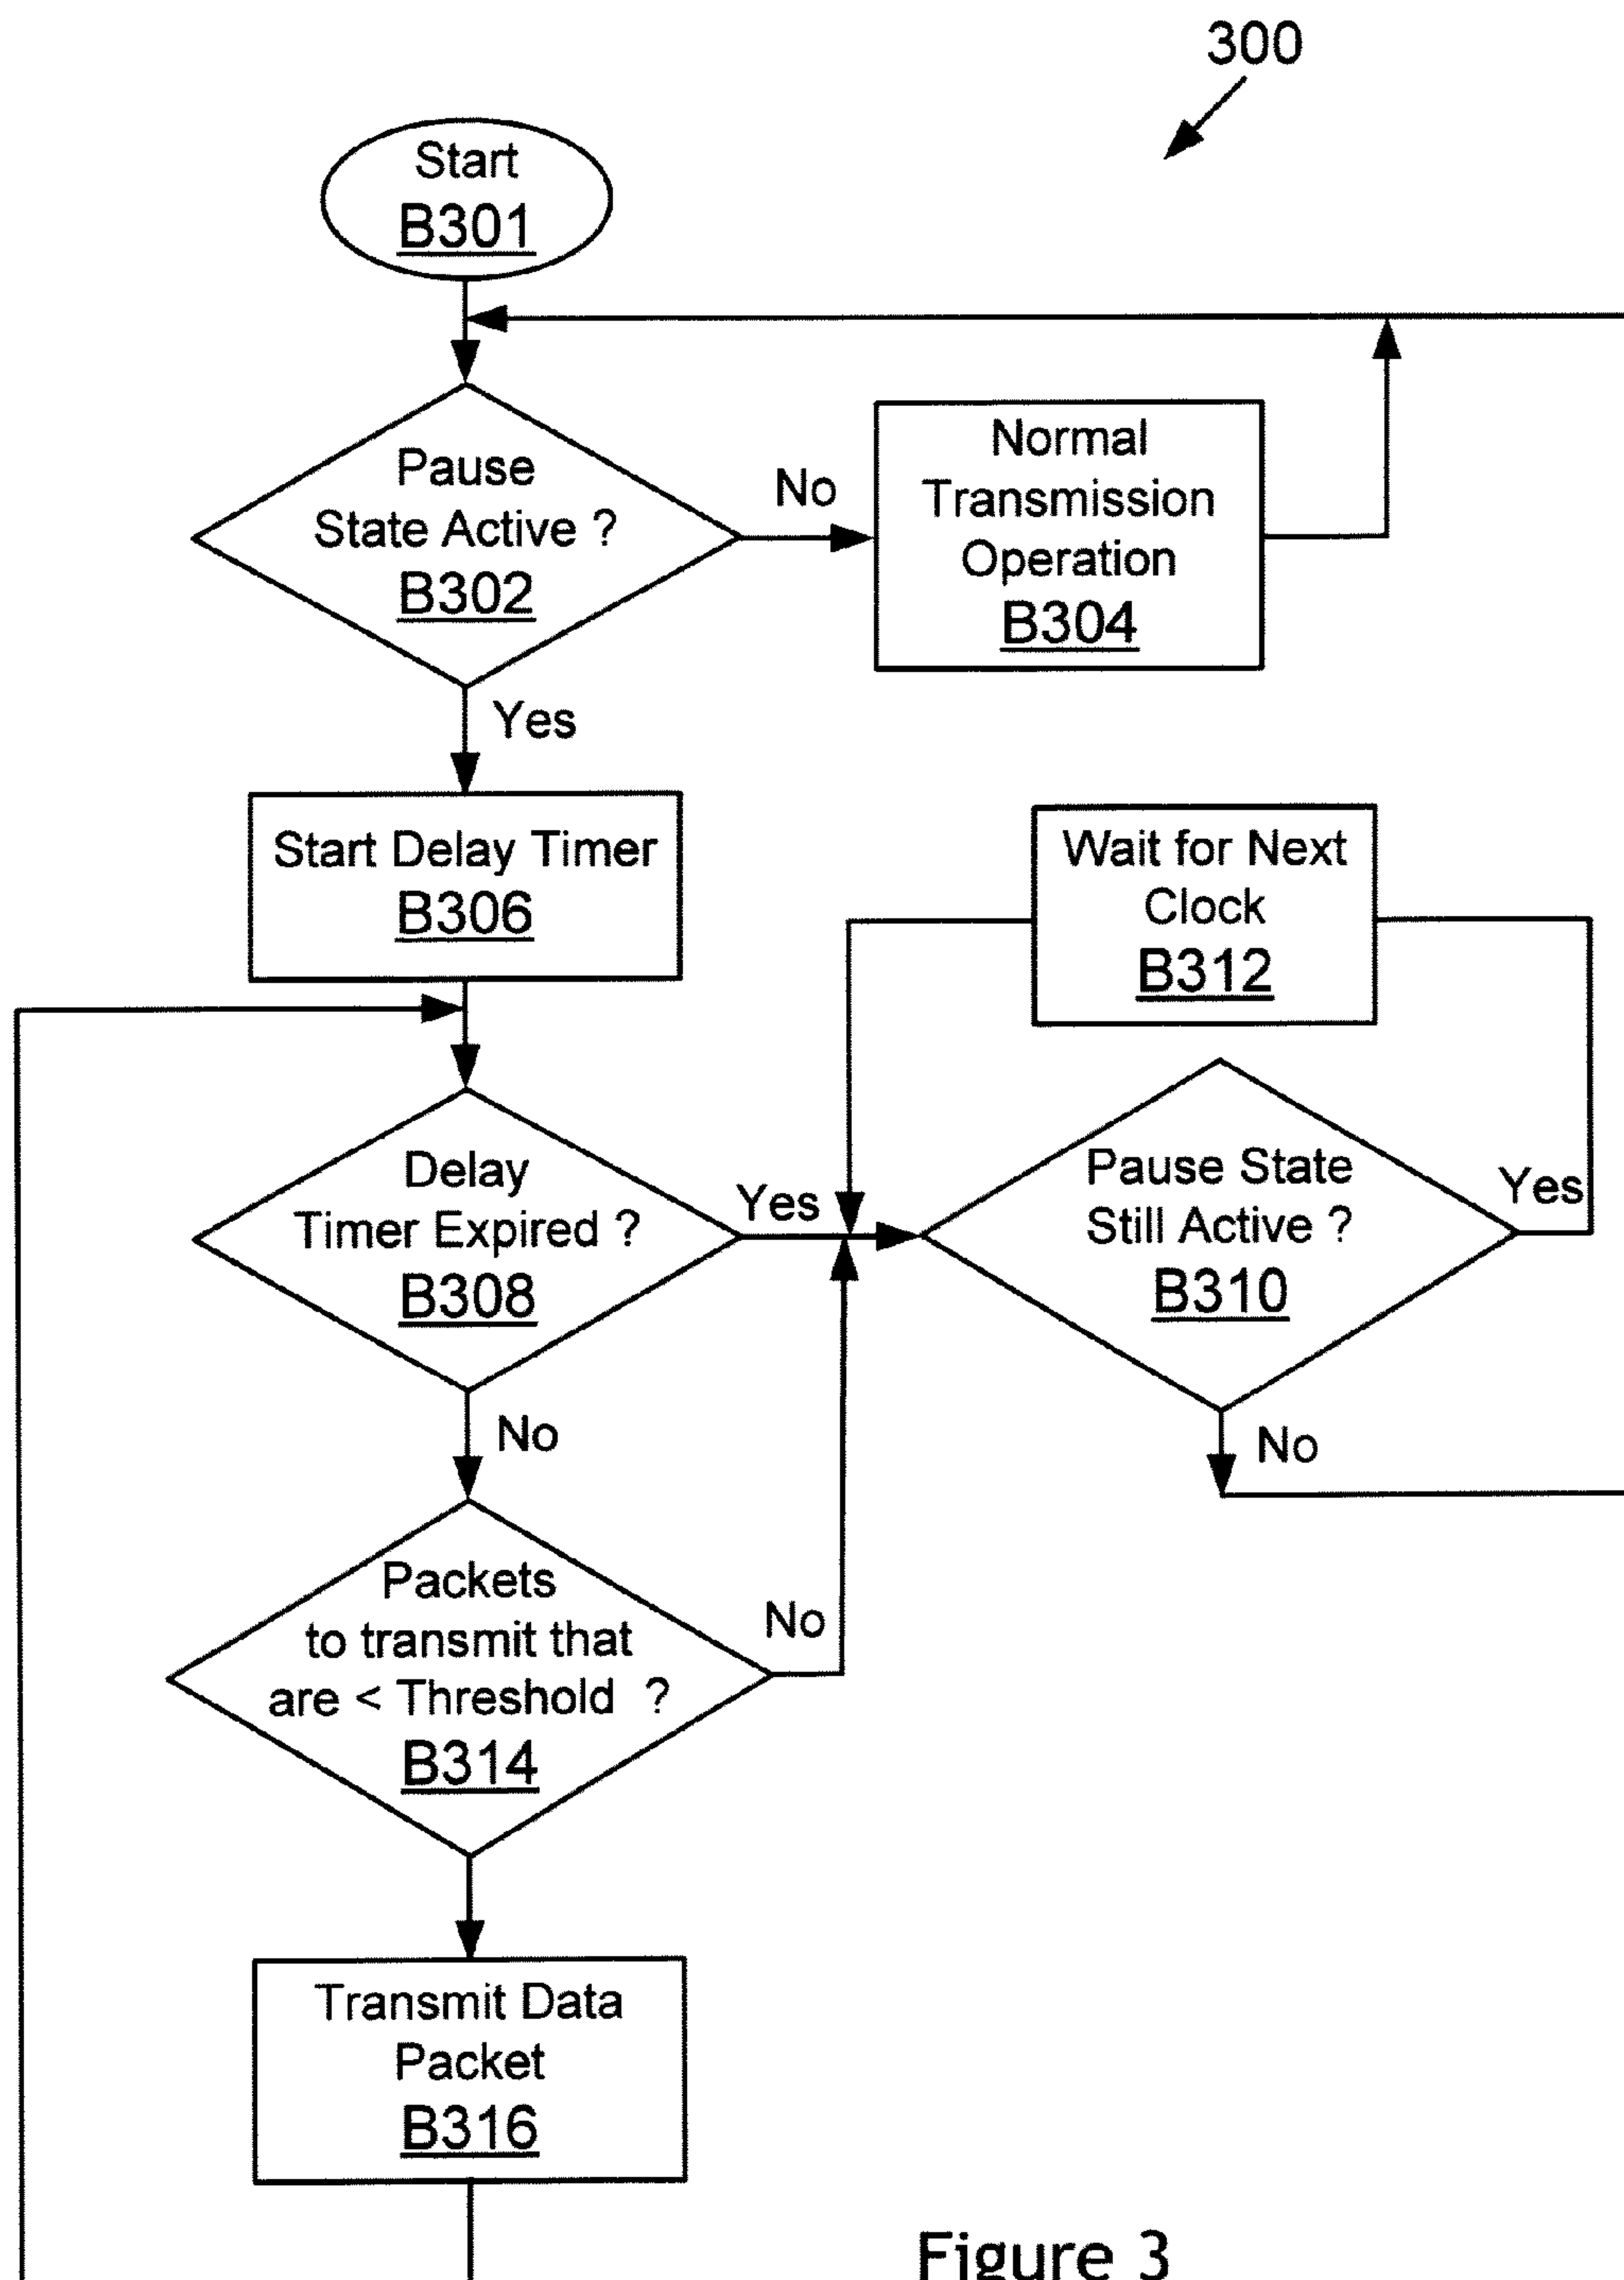 300
Start
B301
Pause
State Active ?
B302
No
Normal
Transmission
Operation
B304
Yes
Start Delay Timer
B306
Wait for Next
Clock
B312
Delay
Timer Expired ?
B308
Yes
Pause State
Still Active ?
B310
Yes
No
No
Packets
to transmit that
are < Threshold ?
B314
No
Transmit Data
Packet
B316
Figure 3